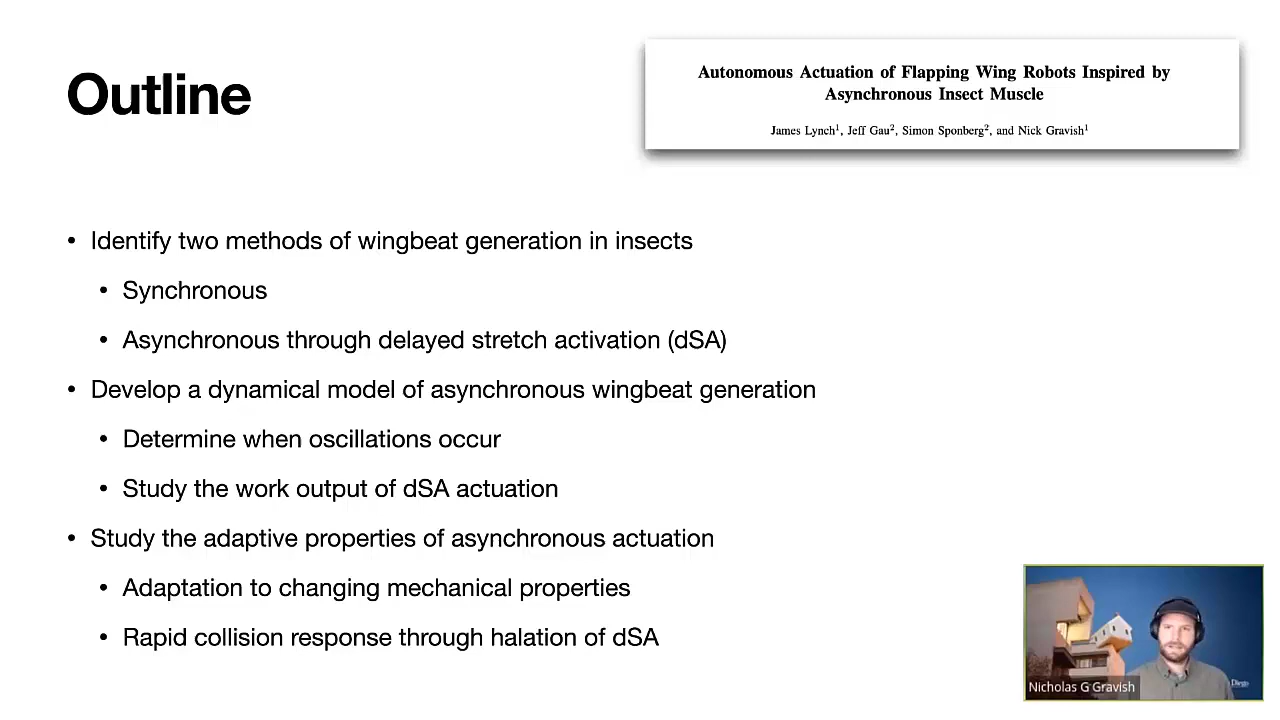 Outline
Autonomous Actuation of Flapping Wing Robots Inspired by
Asynchronous Insect Muscle
James Lynch¹, Jeff Gau², Simon Sponberg², and Nick Gravish¹
• Identify two methods of wingbeat generation in insects
• Synchronous
• Asynchronous through delayed stretch activation (dSA)
• Develop a dynamical model of asynchronous wingbeat generation
• Determine when oscillations occur
• Study the work output of dSA actuation
• Study the adaptive properties of asynchronous actuation
• Adaptation to changing mechanical properties
• Rapid collision response through halation of dSA
Diego
Nicholas G Gravish